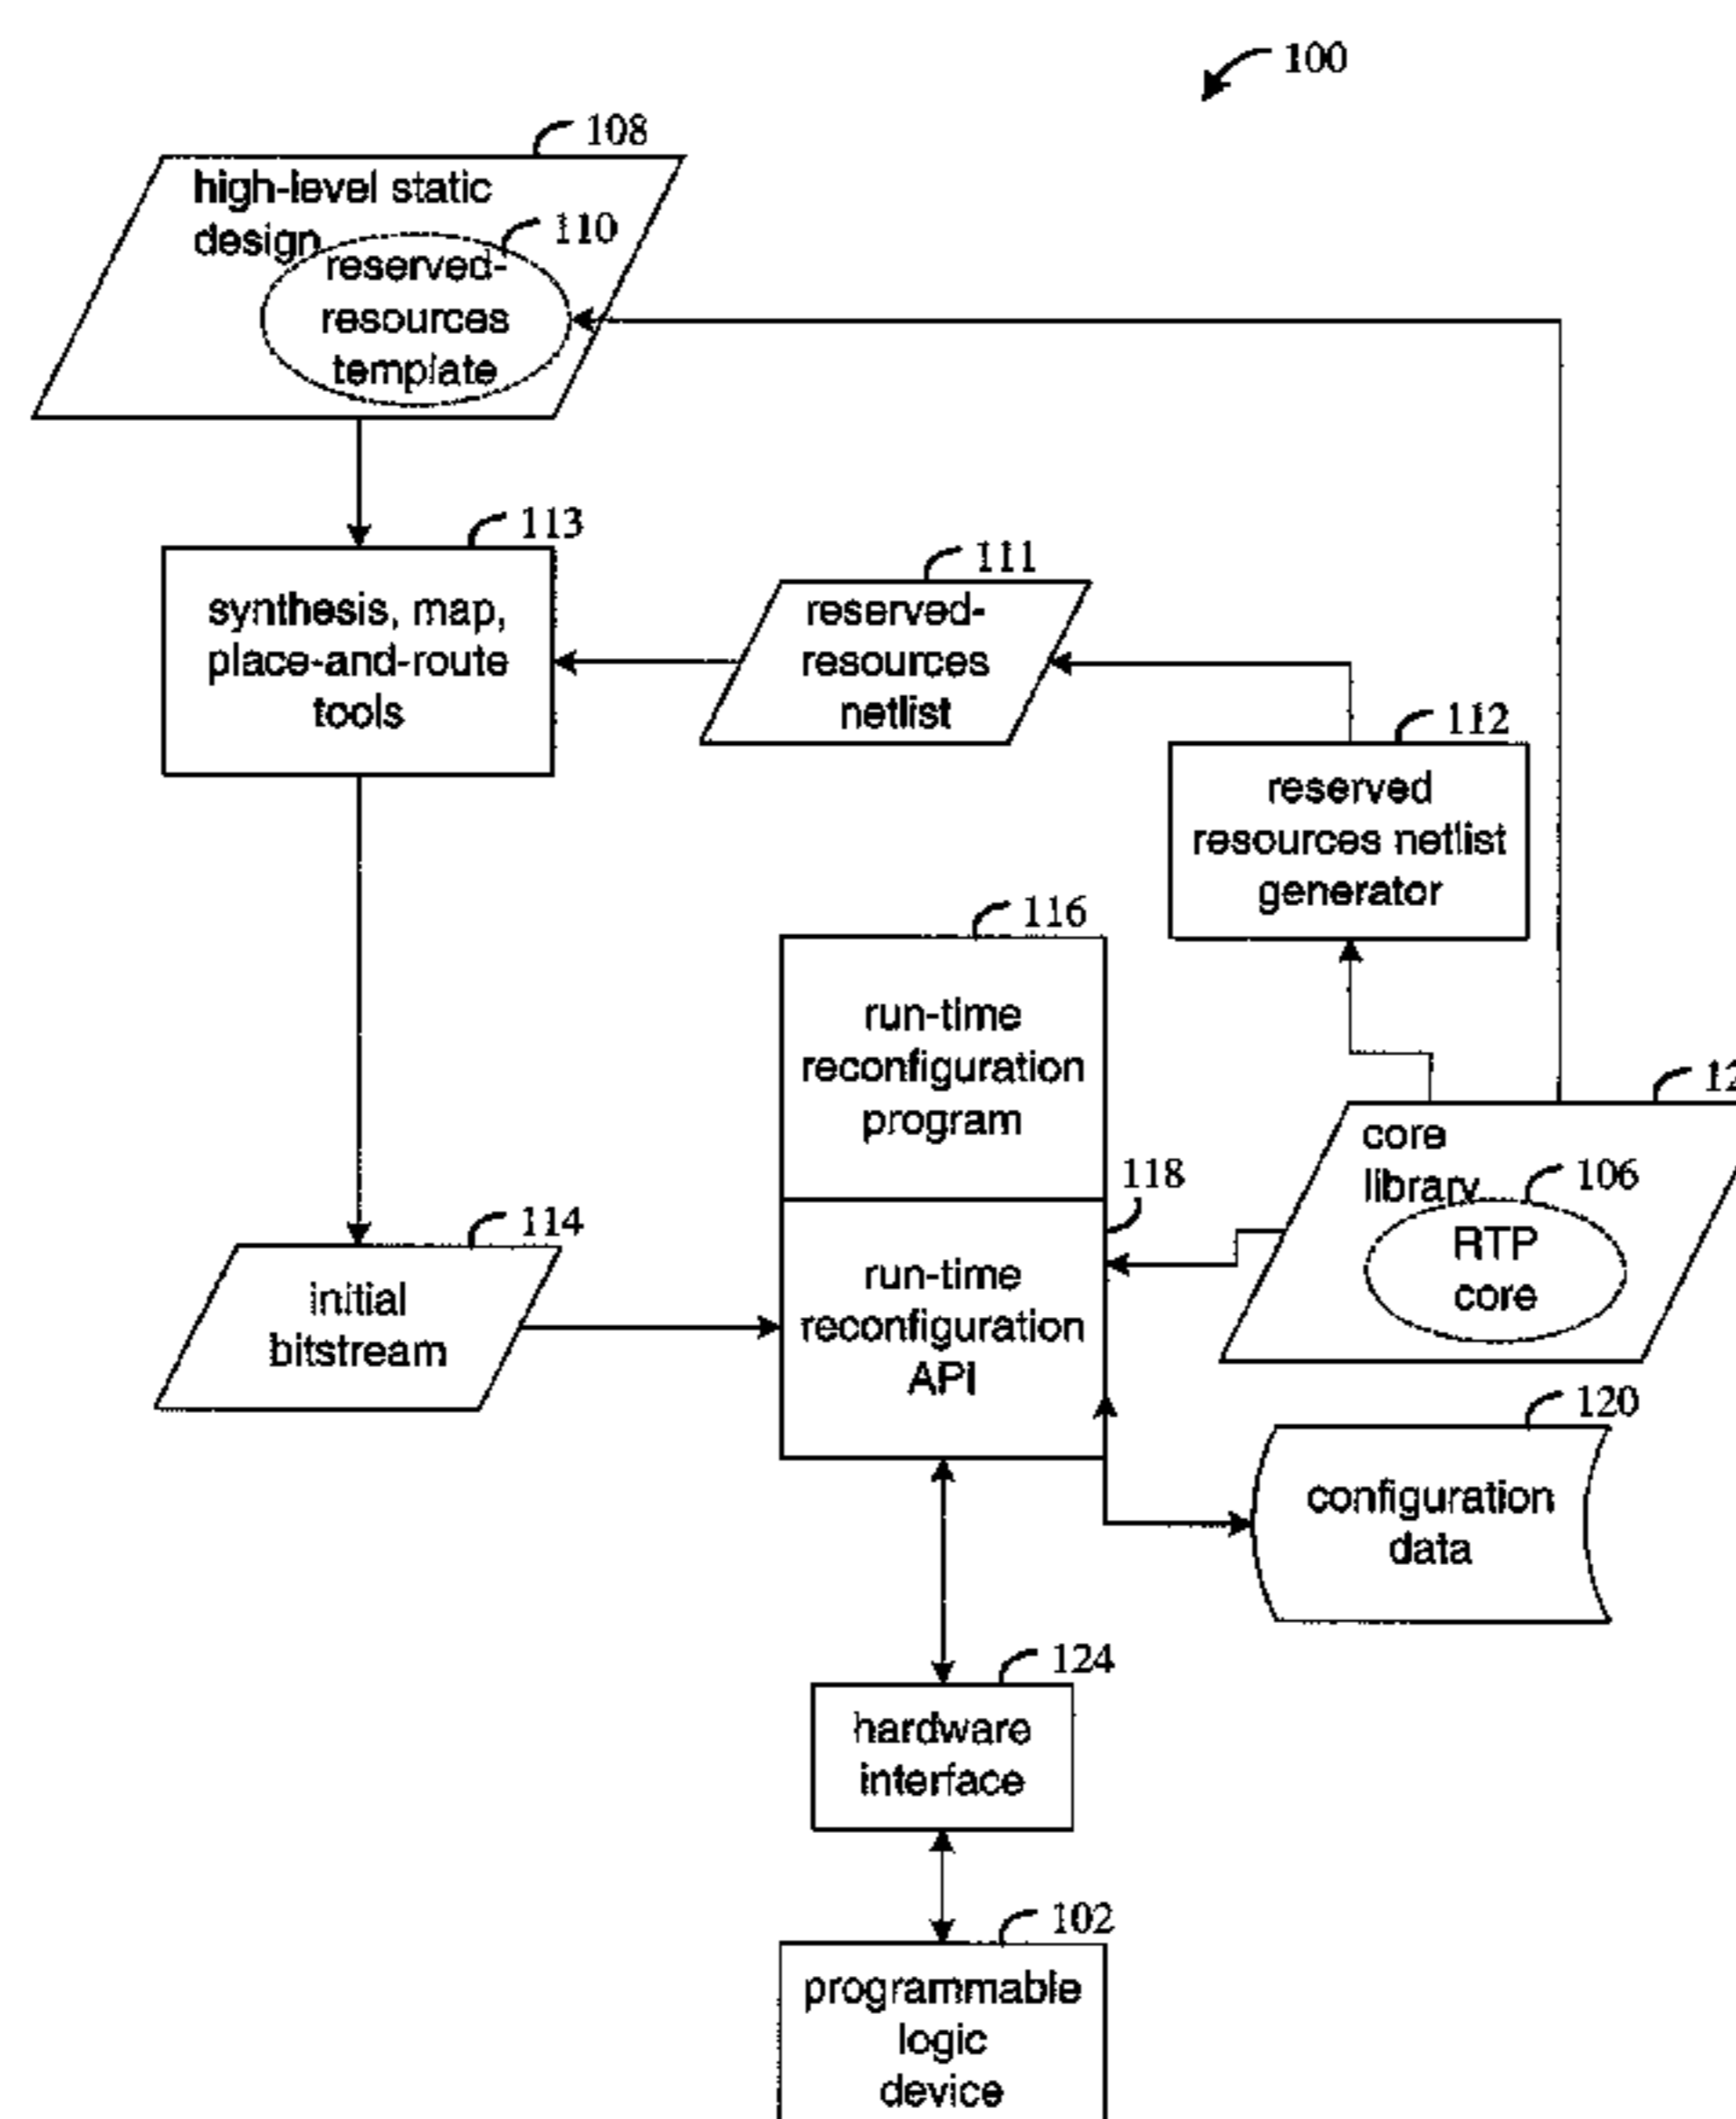 100
108
high-level static
design
110
reserved-
resources
template
113
synthesis, map,
place-and-route
tools
111
reserved-
resources
netlist
112
reserved
resources netlist
generator
116
run-time
reconfiguration
program
118
run-time
reconfiguration
API
core
library
106
RTP
core
114
initial
bitstream
120
configuration
data
124
hardware
interface
102
programmable
logic
device